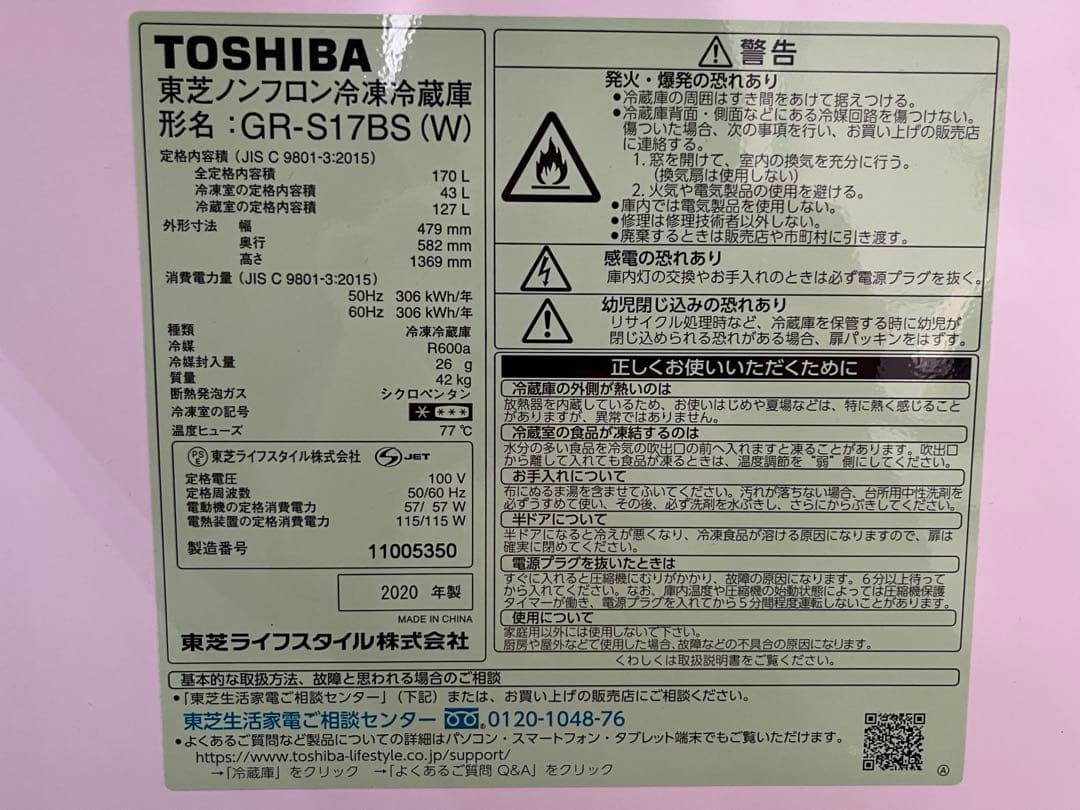 TOSHIBA
東芝ノンフロン冷凍冷蔵庫
形名：GR-S17BS (W)
定格内容積 (JIS C 9801-3:2015)
全定格内容積 170 L
冷凍室の定格内容積 43 L
冷蔵室の定格内容積 127 L
外形寸法 幅 479 mm
奥行 582 mm
高さ 1369 mm
消費電力量 (JIS C 9801-3:2015)
50Hz 306 kWh/年
60Hz 306 kWh/年
種類 冷凍冷蔵庫
冷媒 R600a
冷媒封入量 26 g
質量 42 kg
断熱発泡ガス シクロペンタン
冷凍室の記号
温度ヒューズ 77 ℃
PSE 東芝ライフスタイル株式会社 JET
定格電圧 100 V
定格周波数 50/60 Hz
電動機の定格消費電力 57/ 57 W
電熱装置の定格消費電力 115/115 W
製造番号 11005350
2020 年製
MADE IN CHINA
東芝ライフスタイル株式会社
警告
発火・爆発の恐れあり
●冷蔵庫の周囲はすき間をあけて据えつける。
●冷蔵庫背面・側面などにある冷媒回路を傷つけない。
傷ついた場合、次の事項を行い、お買い上げの販売店
に連絡する。
1. 窓を開けて、室内の換気を充分に行う。
(換気扇は使用しない)
2. 火気や電気製品の使用を避ける。
●庫内では電気製品を使用しない。
●修理は修理技術者以外しない。
●廃棄するときは販売店や市町村に引き渡す。
感電の恐れあり
庫内灯の交換やお手入れのときは必ず電源プラグを抜く。
幼児閉じ込みの恐れあり
リサイクル処理時など、冷蔵庫を保管する時に幼児が
閉じ込められる恐れがある場合、扉パッキンをはずす。
正しくお使いいただくために
冷蔵庫の外側が熱いのは
放熱器を内蔵しているため、お使いはじめや夏場などは、特に熱く感じること
がありますが、異常ではありません。
冷蔵室の食品が凍結するのは
水分の多い食品を冷気の吹出口の前へ入れますと凍ることがあります。吹出口
から離して入れても食品が凍るときは、温度調節を“弱”側にしてください。
お手入れについて
布にぬるま湯を含ませてふいてください。汚れが落ちない場合、台所用中性洗剤を
必ずうすめて使い、その後、必ず洗剤を水ぶきし、さらにからぶきしてください。
半ドアについて
半ドアになると冷えが悪くなり、冷凍食品が溶ける原因になりますので、扉は
確実に閉めてください。
電源プラグを抜いたときは
すぐに入れると圧縮機にむりがかかり、故障の原因になります。６分以上待って
から入れてください。なお、庫内温度や圧縮機の始動状態によっては圧縮機保護
タイマーが働き、電源プラグを入れてから５分間程度運転しないことがあります。
使用について
家庭用以外には使用しないで下さい。
厨房や屋外などで使用した場合、故障などの不具合の原因になります。
くわしくは取扱説明書をご覧ください。
基本的な取扱方法、故障と思われる場合のご相談
●「東芝生活家電ご相談センター」（下記）または、お買い上げの販売店にご相談ください。
東芝生活家電ご相談センター 0120-1048-76
●よくあるご質問など製品についての詳細はパソコン・スマートフォン・タブレット端末でもご覧いただけます。
https://www.toshiba-lifestyle.co.jp/support/
→「冷蔵庫」をクリック →「よくあるご質問 Q&A」をクリック
Ⓐ